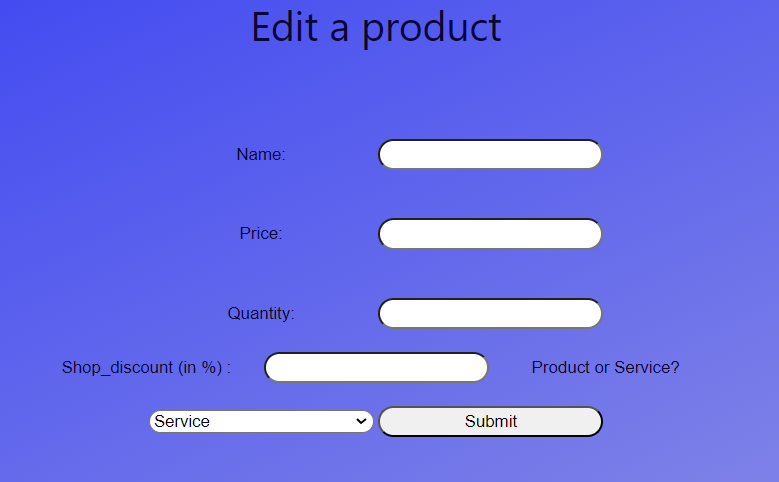 Edit a product
Name:
Price:
Quantity:
Shop_discount (in %) :
Product or Service?
Service
Submit